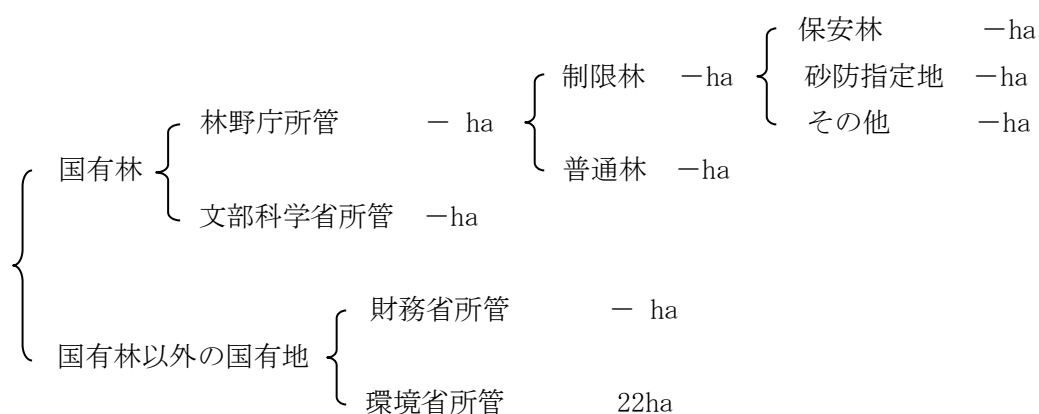 保安林 －ha
制限林 －ha 砂防指定地 －ha
林野庁所管 － ha その他 －ha
国有林 普通林 －ha
文部科学省所管 －ha
財務省所管 － ha
国有林以外の国有地
環境省所管 22ha